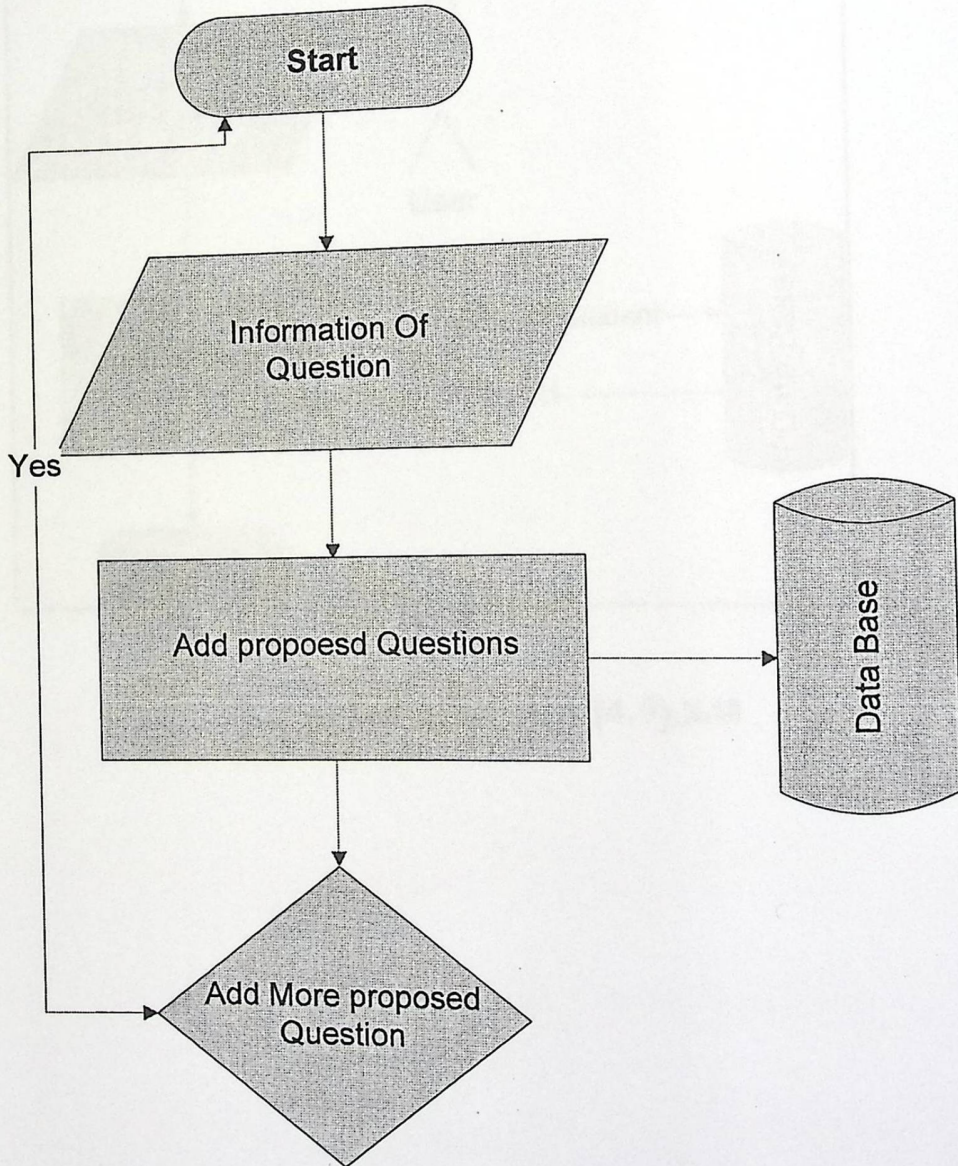 Start
Information Of
Question
Yes
Add propoesd Questions
Data Base
Add More proposed
Question